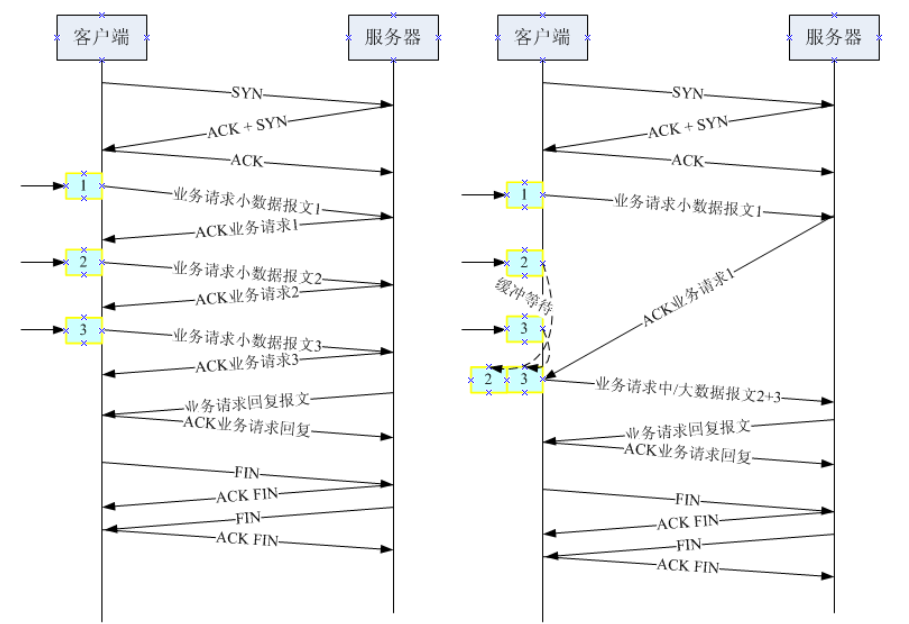 客户端
服务器
SYN
ACK + SYN
ACK
1
业务请求小数据报文1
ACK业务请求1
2
业务请求小数据报文2
ACK业务请求2
3
业务请求小数据报文3
ACK业务请求3
业务请求回复报文
ACK业务请求回复
FIN
ACK FIN
FIN
ACK FIN
客户端
服务器
SYN
ACK + SYN
ACK
1
业务请求小数据报文1
2
缓冲等待
ACK业务请求1
3
2
3
业务请求中/大数据报文2+3
业务请求回复报文
ACK业务请求回复
FIN
ACK FIN
FIN
ACK FIN